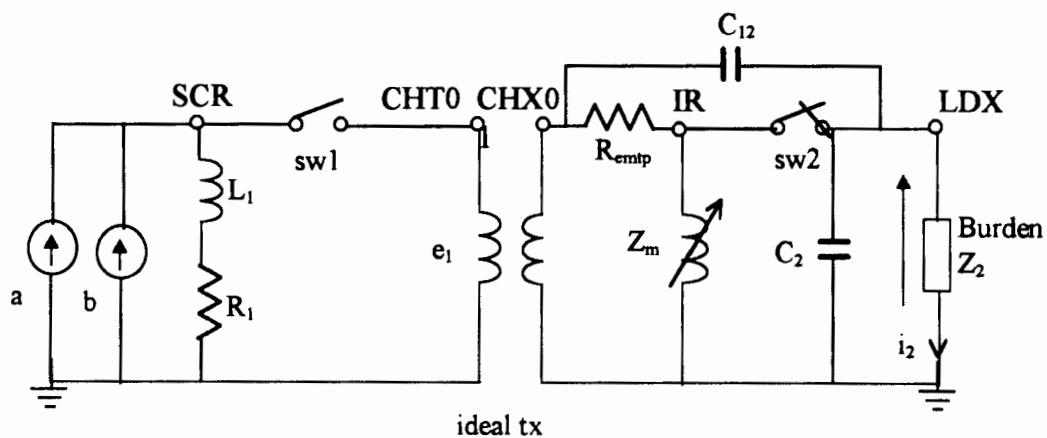 C₁₂
SCR
CHT0
CHX0
IR
LDX
1
sw1
Rₑₘₜₚ
sw2
L₁
e₁
Zₘ
C₂
Burden
Z₂
a
b
R₁
i₂
ideal tx